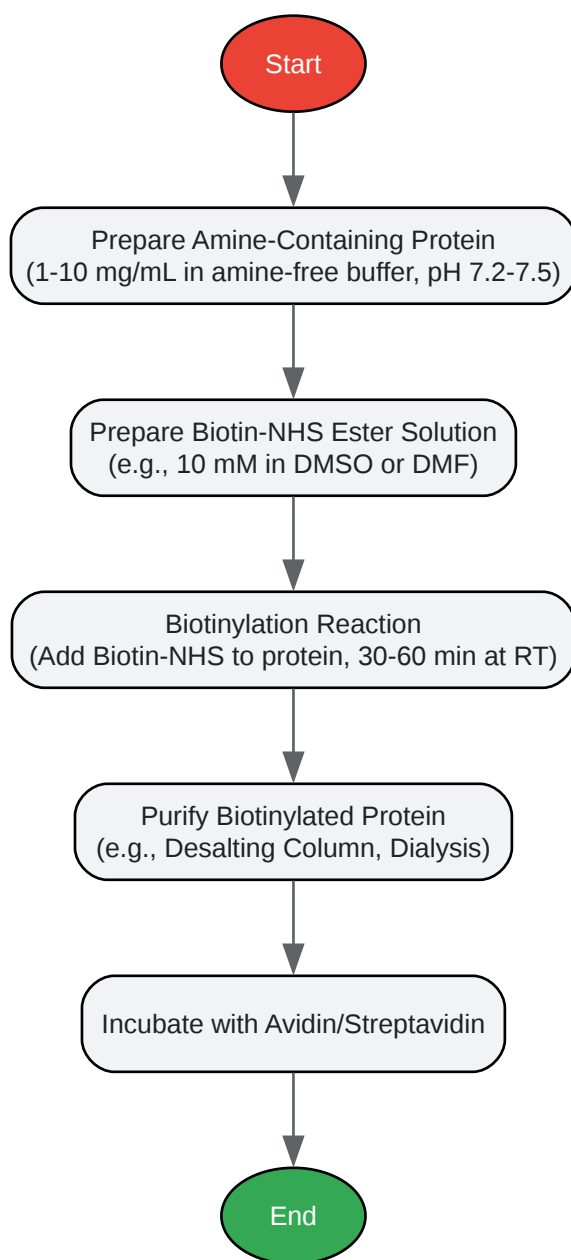 Start
Prepare Amine-Containing Protein
(1-10 mg/mL in amine-free buffer, pH 7.2-7.5)
Prepare Biotin-NHS Ester Solution
(e.g., 10 mM in DMSO or DMF)
Biotinylation Reaction
(Add Biotin-NHS to protein, 30-60 min at RT)
Purify Biotinylated Protein
(e.g., Desalting Column, Dialysis)
Incubate with Avidin/Streptavidin
End